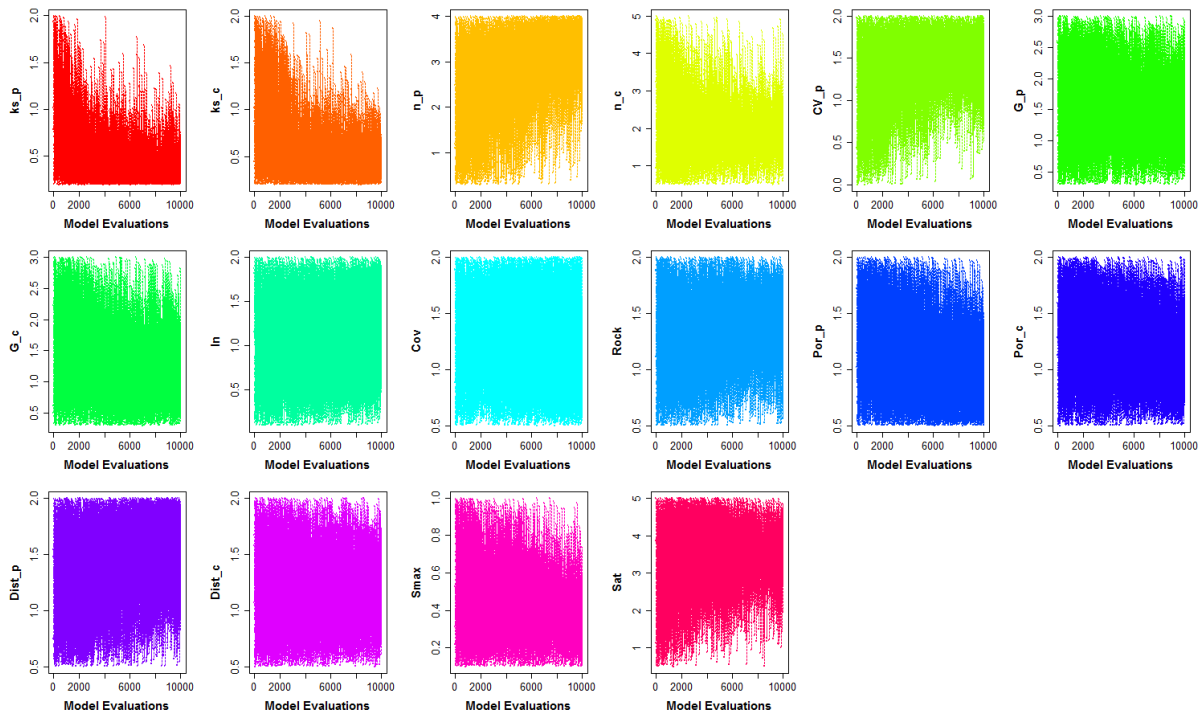 ks_p
0.5 1.0 1.5 2.0
0 2000 6000 10000
Model Evaluations
ks_c
0.5 1.0 1.5 2.0
0 2000 6000 10000
Model Evaluations
n_p
1 2 3 4
0 2000 6000 10000
Model Evaluations
n_c
1 2 3 4 5
0 2000 6000 10000
Model Evaluations
CV_p
0.0 0.5 1.0 1.5 2.0
0 2000 6000 10000
Model Evaluations
G_p
0.5 1.0 1.5 2.0 2.5 3.0
0 2000 6000 10000
Model Evaluations
G_c
0.5 1.0 1.5 2.0 2.5 3.0
0 2000 6000 10000
Model Evaluations
In
0.5 1.0 1.5 2.0
0 2000 6000 10000
Model Evaluations
Cov
0.5 1.0 1.5 2.0
0 2000 6000 10000
Model Evaluations
Rock
0.5 1.0 1.5 2.0
0 2000 6000 10000
Model Evaluations
Por_p
0.5 1.0 1.5 2.0
0 2000 6000 10000
Model Evaluations
Por_c
0.5 1.0 1.5 2.0
0 2000 6000 10000
Model Evaluations
Dist_p
0.5 1.0 1.5 2.0
0 2000 6000 10000
Model Evaluations
Dist_c
0.5 1.0 1.5 2.0
0 2000 6000 10000
Model Evaluations
Smax
0.2 0.4 0.6 0.8 1.0
0 2000 6000 10000
Model Evaluations
Sat
1 2 3 4 5
0 2000 6000 10000
Model Evaluations